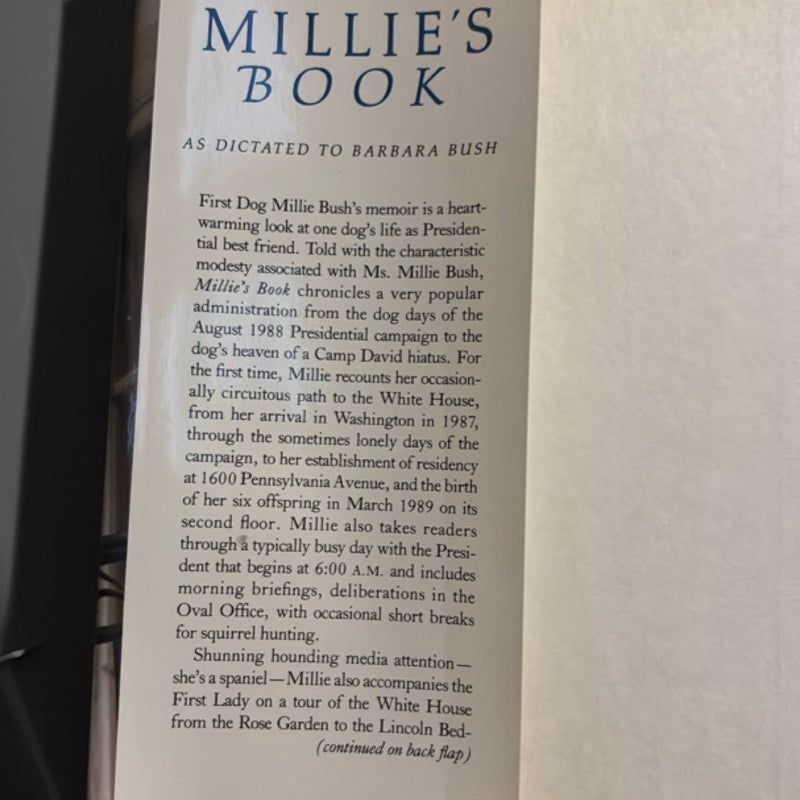 MILLIE'S
BOOK
AS DICTATED TO BARBARA BUSH
First Dog Millie Bush's memoir is a heart-
warming look at one dog's life as Presiden-
tial best friend. Told with the characteristic
modesty associated with Ms. Millie Bush,
Millie's Book chronicles a very popular
administration from the dog days of the
August 1988 Presidential campaign to the
dog's heaven of a Camp David hiatus. For
the first time, Millie recounts her occasion-
ally circuitous path to the White House,
from her arrival in Washington in 1987,
through the sometimes lonely days of the
campaign, to her establishment of residency
at 1600 Pennsylvania Avenue, and the birth
of her six offspring in March 1989 on its
second floor. Millie also takes readers
through a typically busy day with the Presi-
dent that begins at 6:00 A.M. and includes
morning briefings, deliberations in the
Oval Office, with occasional short breaks
for squirrel hunting.
Shunning hounding media attention—
she's a spaniel—Millie also accompanies the
First Lady on a tour of the White House
from the Rose Garden to the Lincoln Bed-
(continued on back flap)